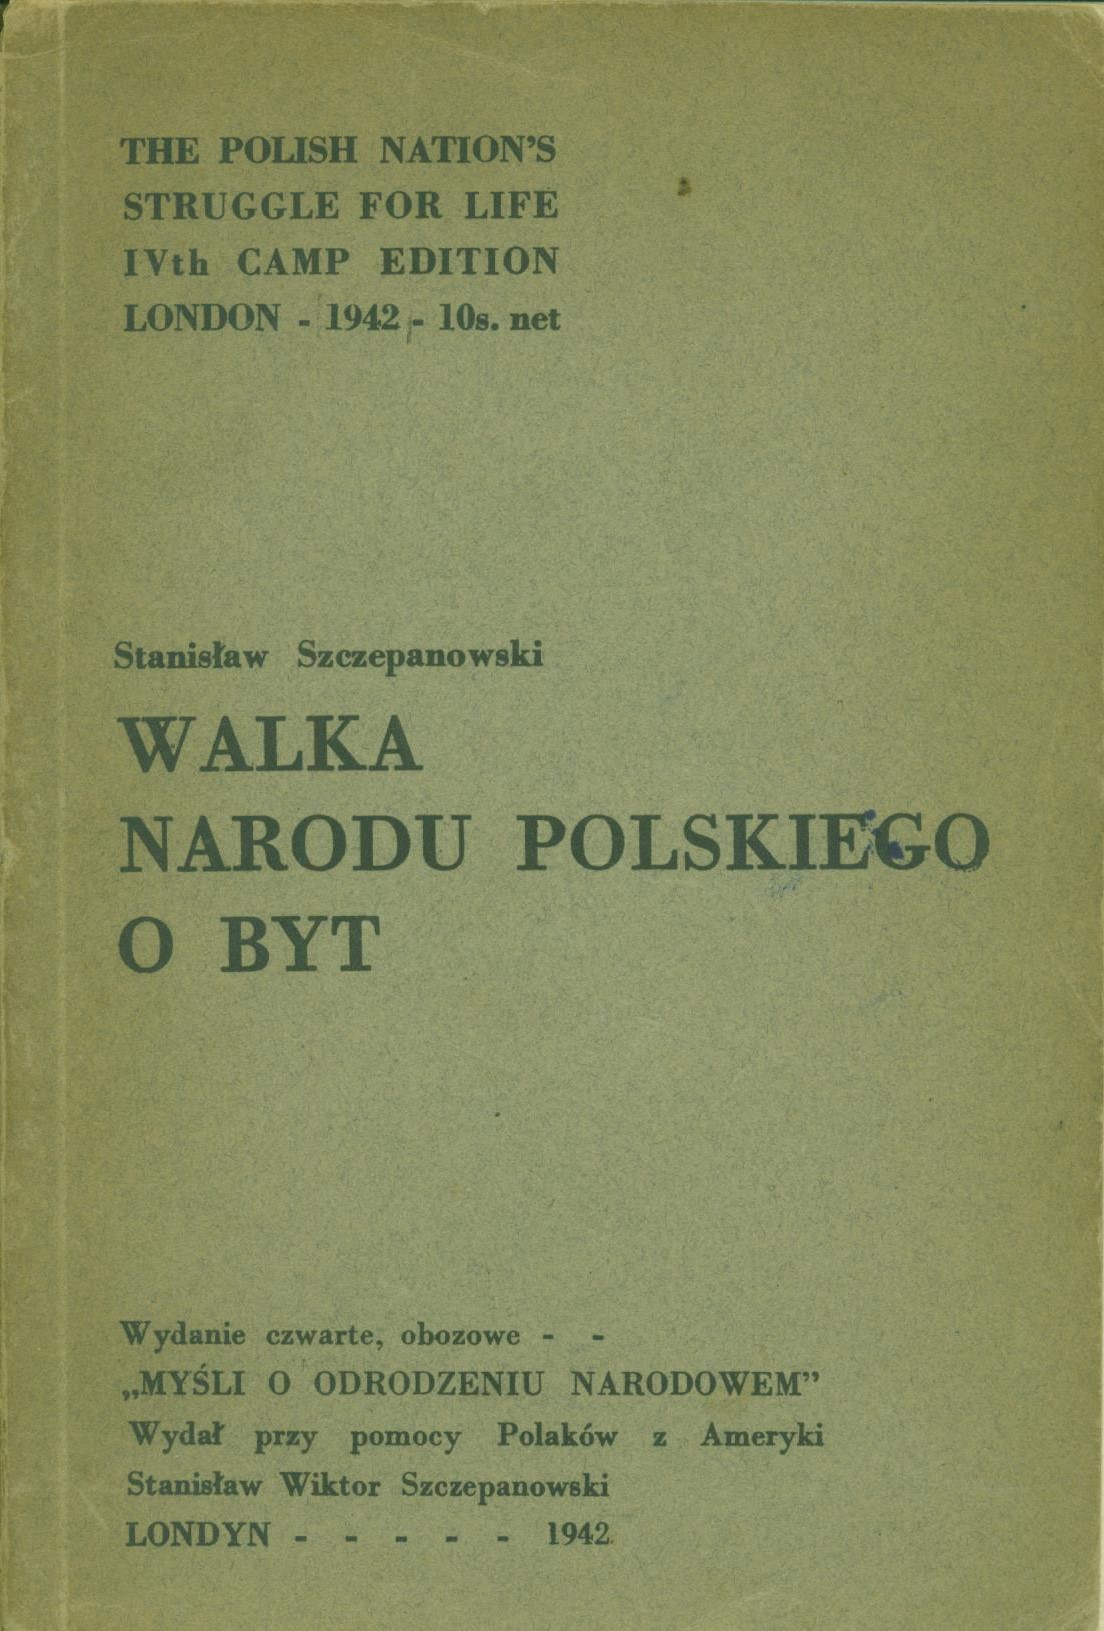 THE POLISH NATION'S
STRUGGLE FOR LIFE
IVth CAMP EDITION
LONDON - 1942 - 10s. net
Stanisław Szczepanowski
WALKA
NARODU POLSKIEGO
O BYT
Wydanie czwarte, obozowe - -
„MYŚLI O ODRODZENIU NARODOWEM”
Wydał przy pomocy Polaków z Ameryki
Stanisław Wiktor Szczepanowski
LONDYN - - - - - 1942